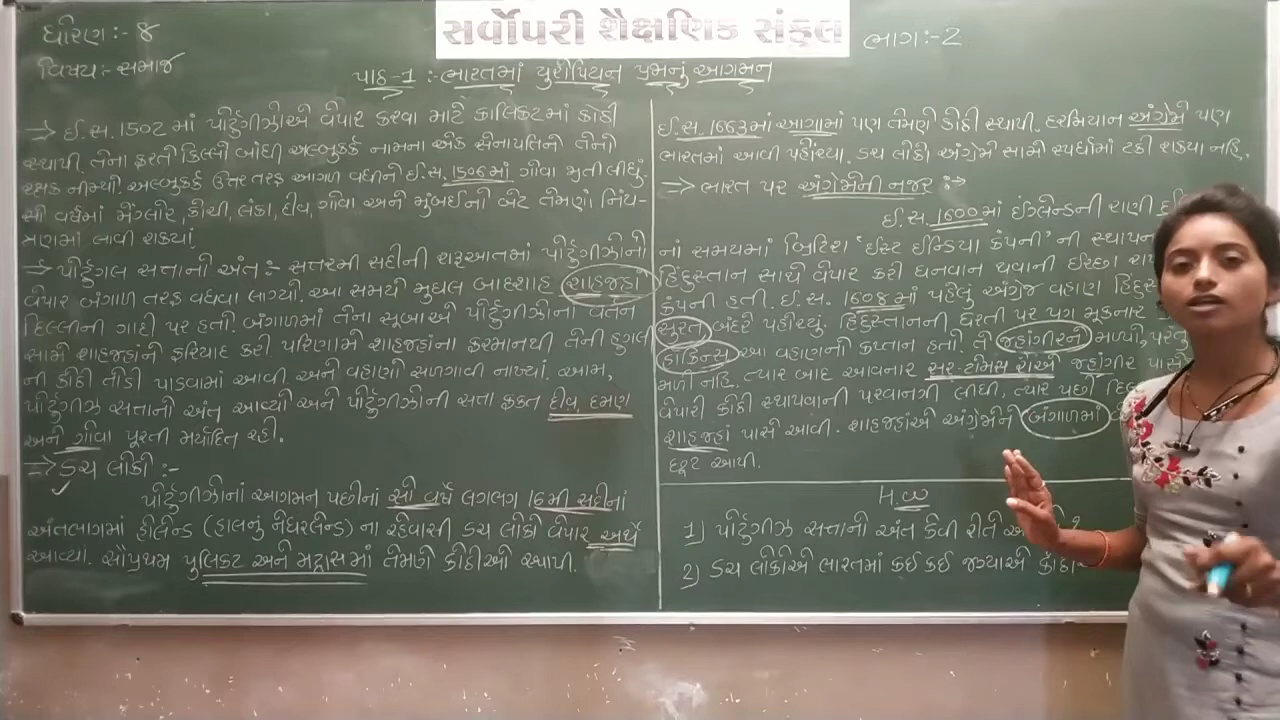 સર્વોપરી શૈક્ષણિક સંકુલ
ધોરણઃ- ૪
ભાગઃ-2
વિષયઃ- સમાજ
પાઠ-1 :- ભારતમાં યુરોપિયન પ્રજાનું આગમન
⇒ ઈ.સ. 1502 માં પોર્ટુગીઝોએ વેપાર કરવા માટે કાલિકટમાં કોઠી
સ્થાપી. તેના ફરતો કિલ્લો બાંધી અલ્બુકર્ક નામના એક સેનાપતિને તેનો
રક્ષક નીમ્યો. અલ્બુકર્ક ઉત્તર તરફ આગળ વધીને ઈ.સ. 1506માં ગોવા જીતી લીધું.
સો વર્ષમાં મેંગલોર, કોચી, લંકા, દીવ, ગોવા અને મુંબઈનો બેટ તેમણે નિયં-
ત્રણમાં લાવી શક્યાં.
⇒ પોર્ટુગલ સત્તાનો અંત :- સત્તરમી સદીની શરૂઆતમાં પોર્ટુગીઝોનો
વેપાર બંગાળ તરફ વધવા લાગ્યો. આ સમયે મુઘલ બાદશાહ શાહજહાં
દિલ્લીની ગાદી પર હતો. બંગાળમાં તેના સૂબાએ પોર્ટુગીઝોના વર્તન
સામે શાહજહાંને ફરિયાદ કરી પરિણામે શાહજહાંના ફરમાનથી તેની હુગલી
ની કોઠી તોડી પાડવામાં આવી. અને વહાણો સળગાવી નાખ્યાં. આમ,
પોર્ટુગીઝ સત્તાનો અંત આવ્યો અને પોર્ટુગીઝોની સત્તા ફક્ત દીવ, દમણ
અને ગોવા પૂરતી મર્યાદિત રહી.
⇒ ડચ લોકો :-
પોર્ટુગીઝોનાં આગમન પછીનાં સો વર્ષે લગભગ 16મી સદીનાં
અંતભાગમાં હોલેન્ડ (હાલનું નેધરલેન્ડ) ના રહેવાસી ડચ લોકો વેપાર અર્થે
આવ્યા. સૌપ્રથમ પુલિકટ અને મદ્રાસમાં તેમણે કોઠીઓ સ્થાપી.
ઈ.સ. 1663માં આગ્રામાં પણ તેમણે કોઠી સ્થાપી. દરમિયાન અંગ્રેજો પણ
ભારતમાં આવી પહોંચ્યા. ડચ લોકો અંગ્રેજો સામે સ્પર્ધામાં ટકી શક્યા નહિ.
⇒ ભારત પર અંગ્રેજોની નજર :→
ઈ.સ. 1600માં ઇંગ્લેન્ડની રાણી
નાં સમયમાં બ્રિટિશ 'ઈસ્ટ ઈન્ડિયા કંપની' ની સ્થાપન
હિંદુસ્તાન સાથે વેપાર કરી ધનવાન થવાની ઈચ્છા
કંપની હતી. ઈ.સ. 1608માં પહેલું અંગ્રેજ વહાણ
સુરત બંદરે પહોંચ્યું. હિંદુસ્તાનની ધરતી પર પગ મૂકનાર
હોકિન્સ આ વહાણનો કપ્તાન હતો. તે જહાંગીરને મળ્યો,
મળી નહિ. ત્યાર બાદ આવનાર સર-ટોમસ રોએ જહાંગીર પાસે
વેપારી કોઠી સ્થાપવાની પરવાનગી લીધી, ત્યાર પછી
શાહજહાં પાસે આવી. શાહજહાંએ અંગ્રેજોને બંગાળમાં
છૂટ આપી.
H.W
1) પોર્ટુગીઝ સત્તાનો અંત કેવી રીતે
2) ડચ લોકોએ ભારતમાં કઈ કઈ જગ્યાએ કોઠી